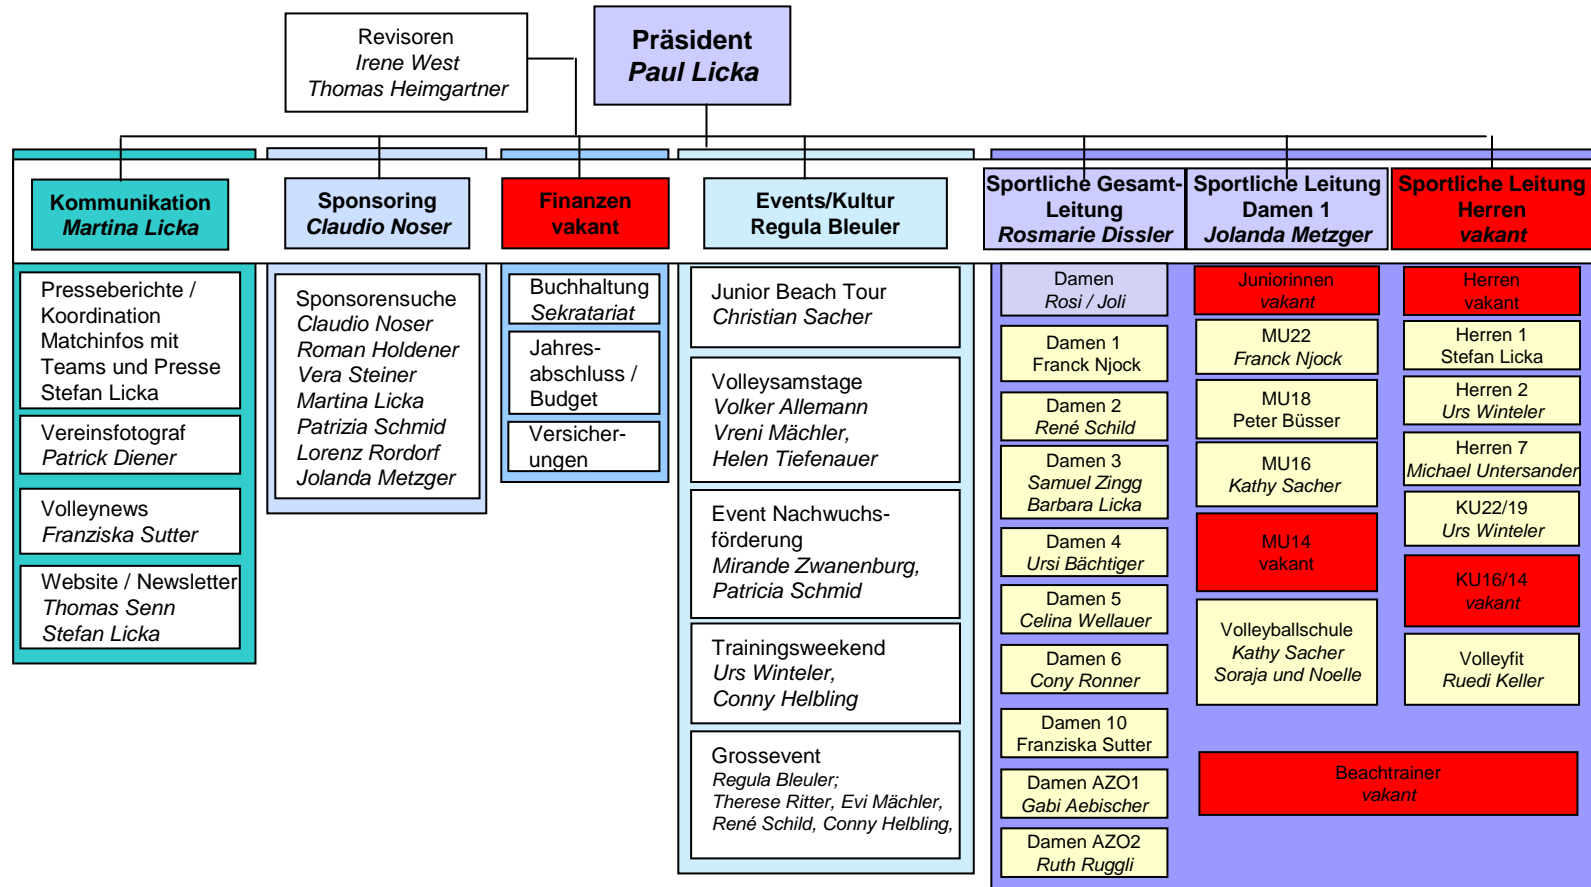 Revisoren
Irene West
Thomas Heimgartner
Präsident
Paul Licka
Kommunikation
Martina Licka
Sponsoring
Claudio Noser
Finanzen
vakant
Events/Kultur
Regula Bleuler
Sportliche Gesamt-
Leitung
Rosmarie Dissler
Sportliche Leitung
Damen 1
Jolanda Metzger
Sportliche Leitung
Herren
vakant
Presseberichte /
Koordination
Matchinfos mit
Teams und Presse
Stefan Licka
Vereinsfotograf
Patrick Diener
Volleynews
Franziska Sutter
Website / Newsletter
Thomas Senn
Stefan Licka
Sponsorensuche
Claudio Noser
Roman Holdener
Vera Steiner
Martina Licka
Patrizia Schmid
Lorenz Rordorf
Jolanda Metzger
Buchhaltung
Sekratariat
Jahres-
abschluss /
Budget
Versicher-
ungen
Junior Beach Tour
Christian Sacher
Volleysamstage
Volker Allemann
Vreni Mächler,
Helen Tiefenauer
Event Nachwuchs-
förderung
Mirande Zwanenburg,
Patricia Schmid
Trainingsweekend
Urs Winteler,
Conny Helbling
Grossevent
Regula Bleuler;
Therese Ritter, Evi Mächler,
René Schild, Conny Helbling,
Damen
Rosi / Joli
Damen 1
Franck Njock
Damen 2
René Schild
Damen 3
Samuel Zingg
Barbara Licka
Damen 4
Ursi Bächtiger
Damen 5
Celina Wellauer
Damen 6
Cony Ronner
Damen 10
Franziska Sutter
Damen AZO1
Gabi Aebischer
Damen AZO2
Ruth Ruggli
Juniorinnen
vakant
MU22
Franck Njock
MU18
Peter Büsser
MU16
Kathy Sacher
MU14
vakant
Volleyballschule
Kathy Sacher
Soraja und Noelle
Herren
vakant
Herren 1
Stefan Licka
Herren 2
Urs Winteler
Herren 7
Michael Untersander
KU22/19
Urs Winteler
KU16/14
vakant
Volleyfit
Ruedi Keller
Beachtrainer
vakant